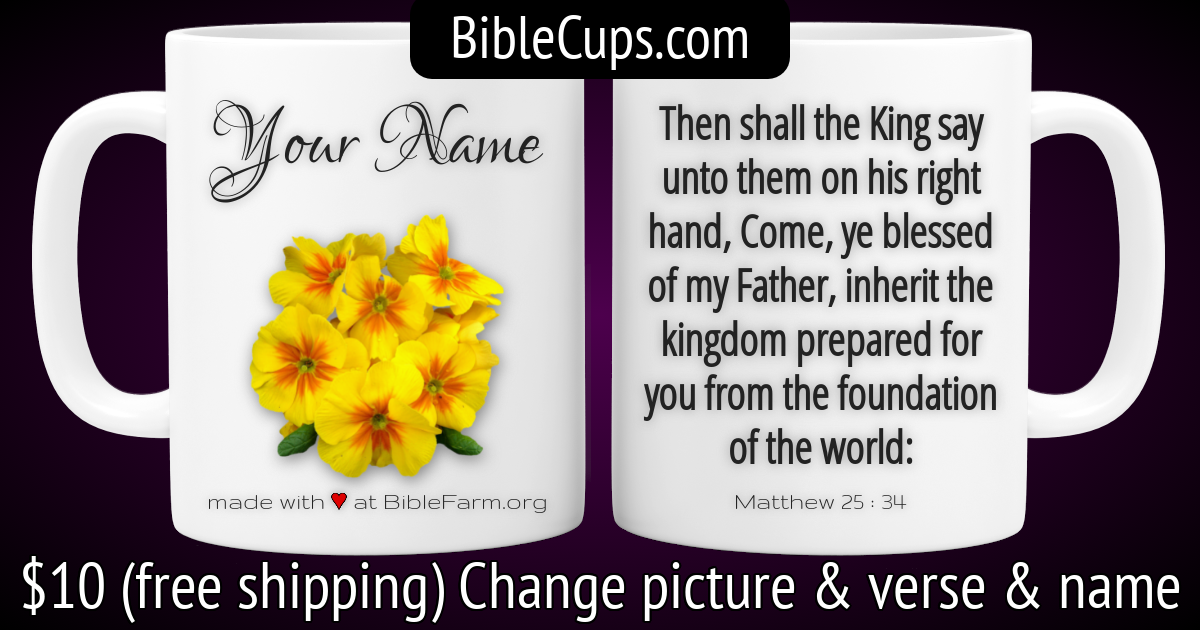 BibleCups.com
Your Name
made with ♥ at BibleFarm.org
Then shall the King say
unto them on his right
hand, Come, ye blessed
of my Father, inherit the
kingdom prepared for
you from the foundation
of the world:
Matthew 25 : 34
$10 (free shipping) Change picture & verse & name